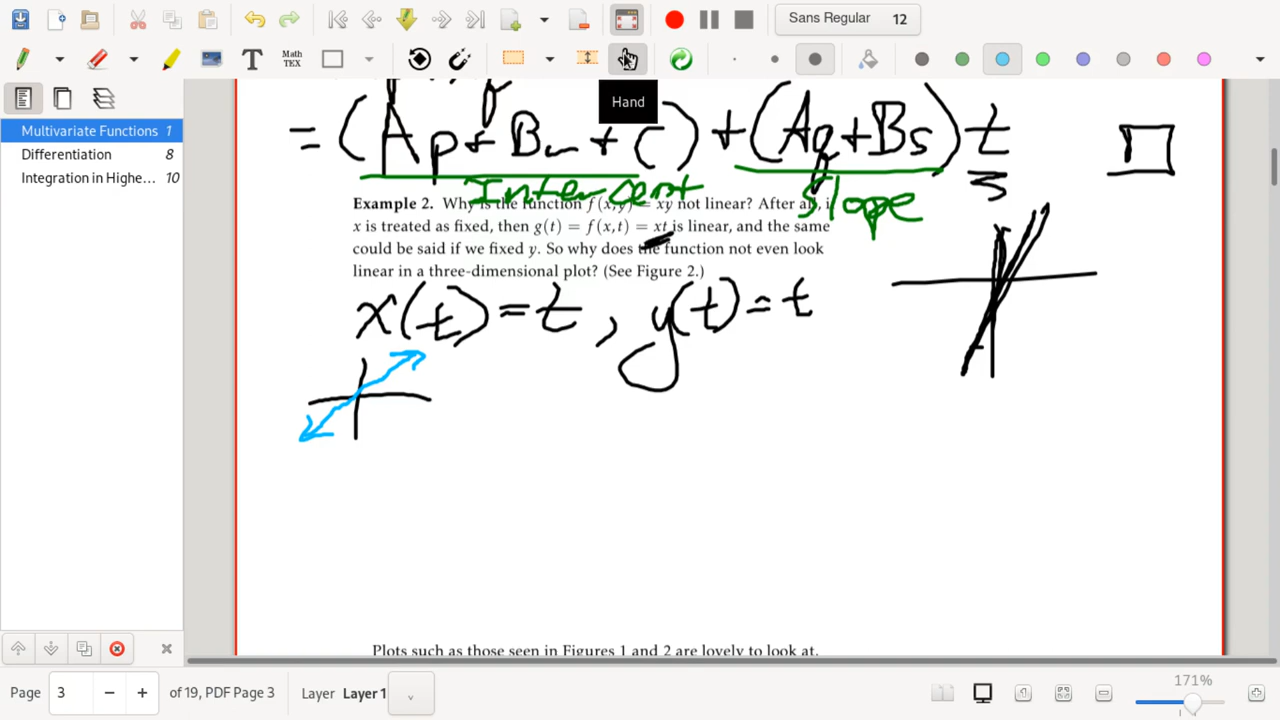 Sans Regular 12
T Math TEX
Hand
Multivariate Functions 1
Differentiation 8
Integration in Highe... 10
= (Ap + Br + C) + (Aq + Bs) t
Intercept slope
Example 2. Why is the function f(x,y) = xy not linear? After all, i
x is treated as fixed, then g(t) = f(x,t) = xt is linear, and the same
could be said if we fixed y. So why does the function not even look
linear in a three-dimensional plot? (See Figure 2.)
x(t) = t , y(t) = t
Plots such as those seen in Figures 1 and 2 are lovely to look at.
Page 3 of 19, PDF Page 3 Layer Layer 1 171%